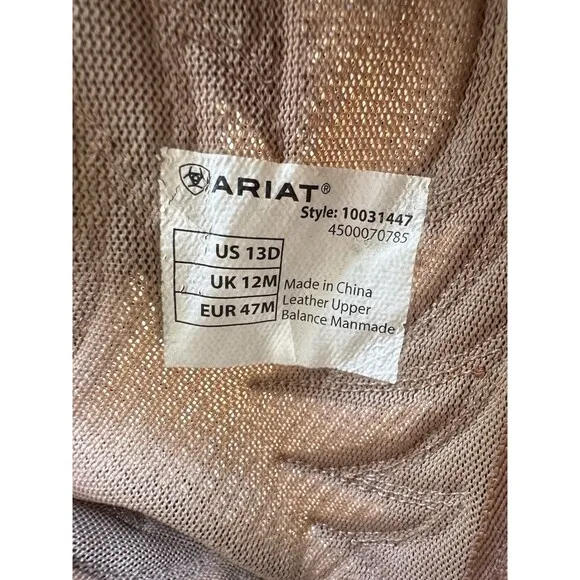 ARIAT®
Style: 10031447
4500070785
US 13D
UK 12M
EUR 47M
Made in China
Leather Upper
Balance Manmade